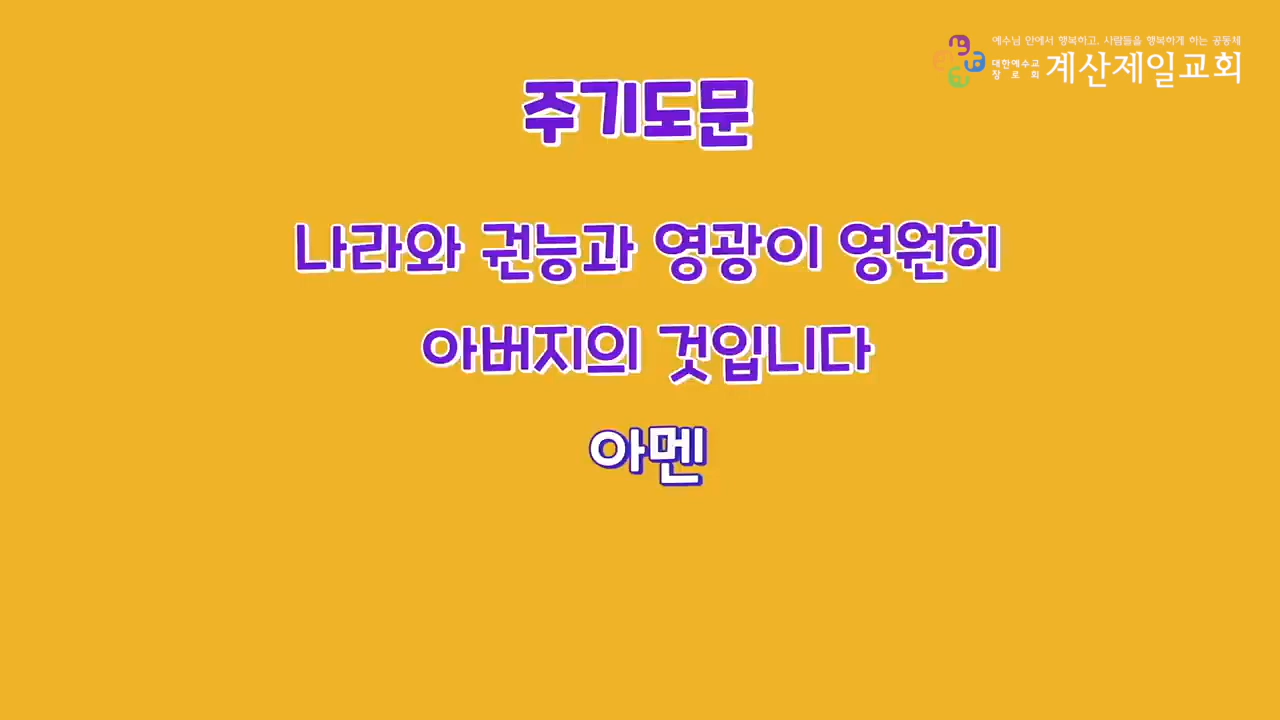 예수님 안에서 행복하고, 사람들을 행복하게 하는 공동체
대한예수교
장로회
계산제일교회
주기도문
나라와 권능과 영광이 영원히
아버지의 것입니다
아멘